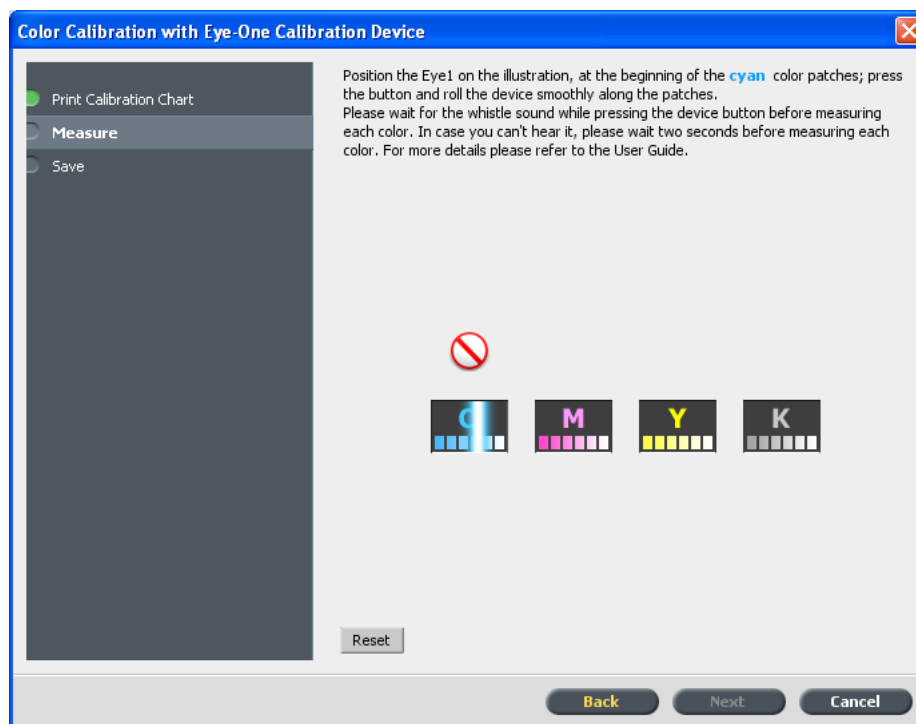 Color Calibration with Eye-One Calibration Device
Print Calibration Chart
Measure
Save
Position the Eye1 on the illustration, at the beginning of the cyan color patches; press
the button and roll the device smoothly along the patches.
Please wait for the whistle sound while pressing the device button before measuring
each color. In case you can't hear it, please wait two seconds before measuring each
color. For more details please refer to the User Guide.
C M Y K
Reset
Back Next Cancel